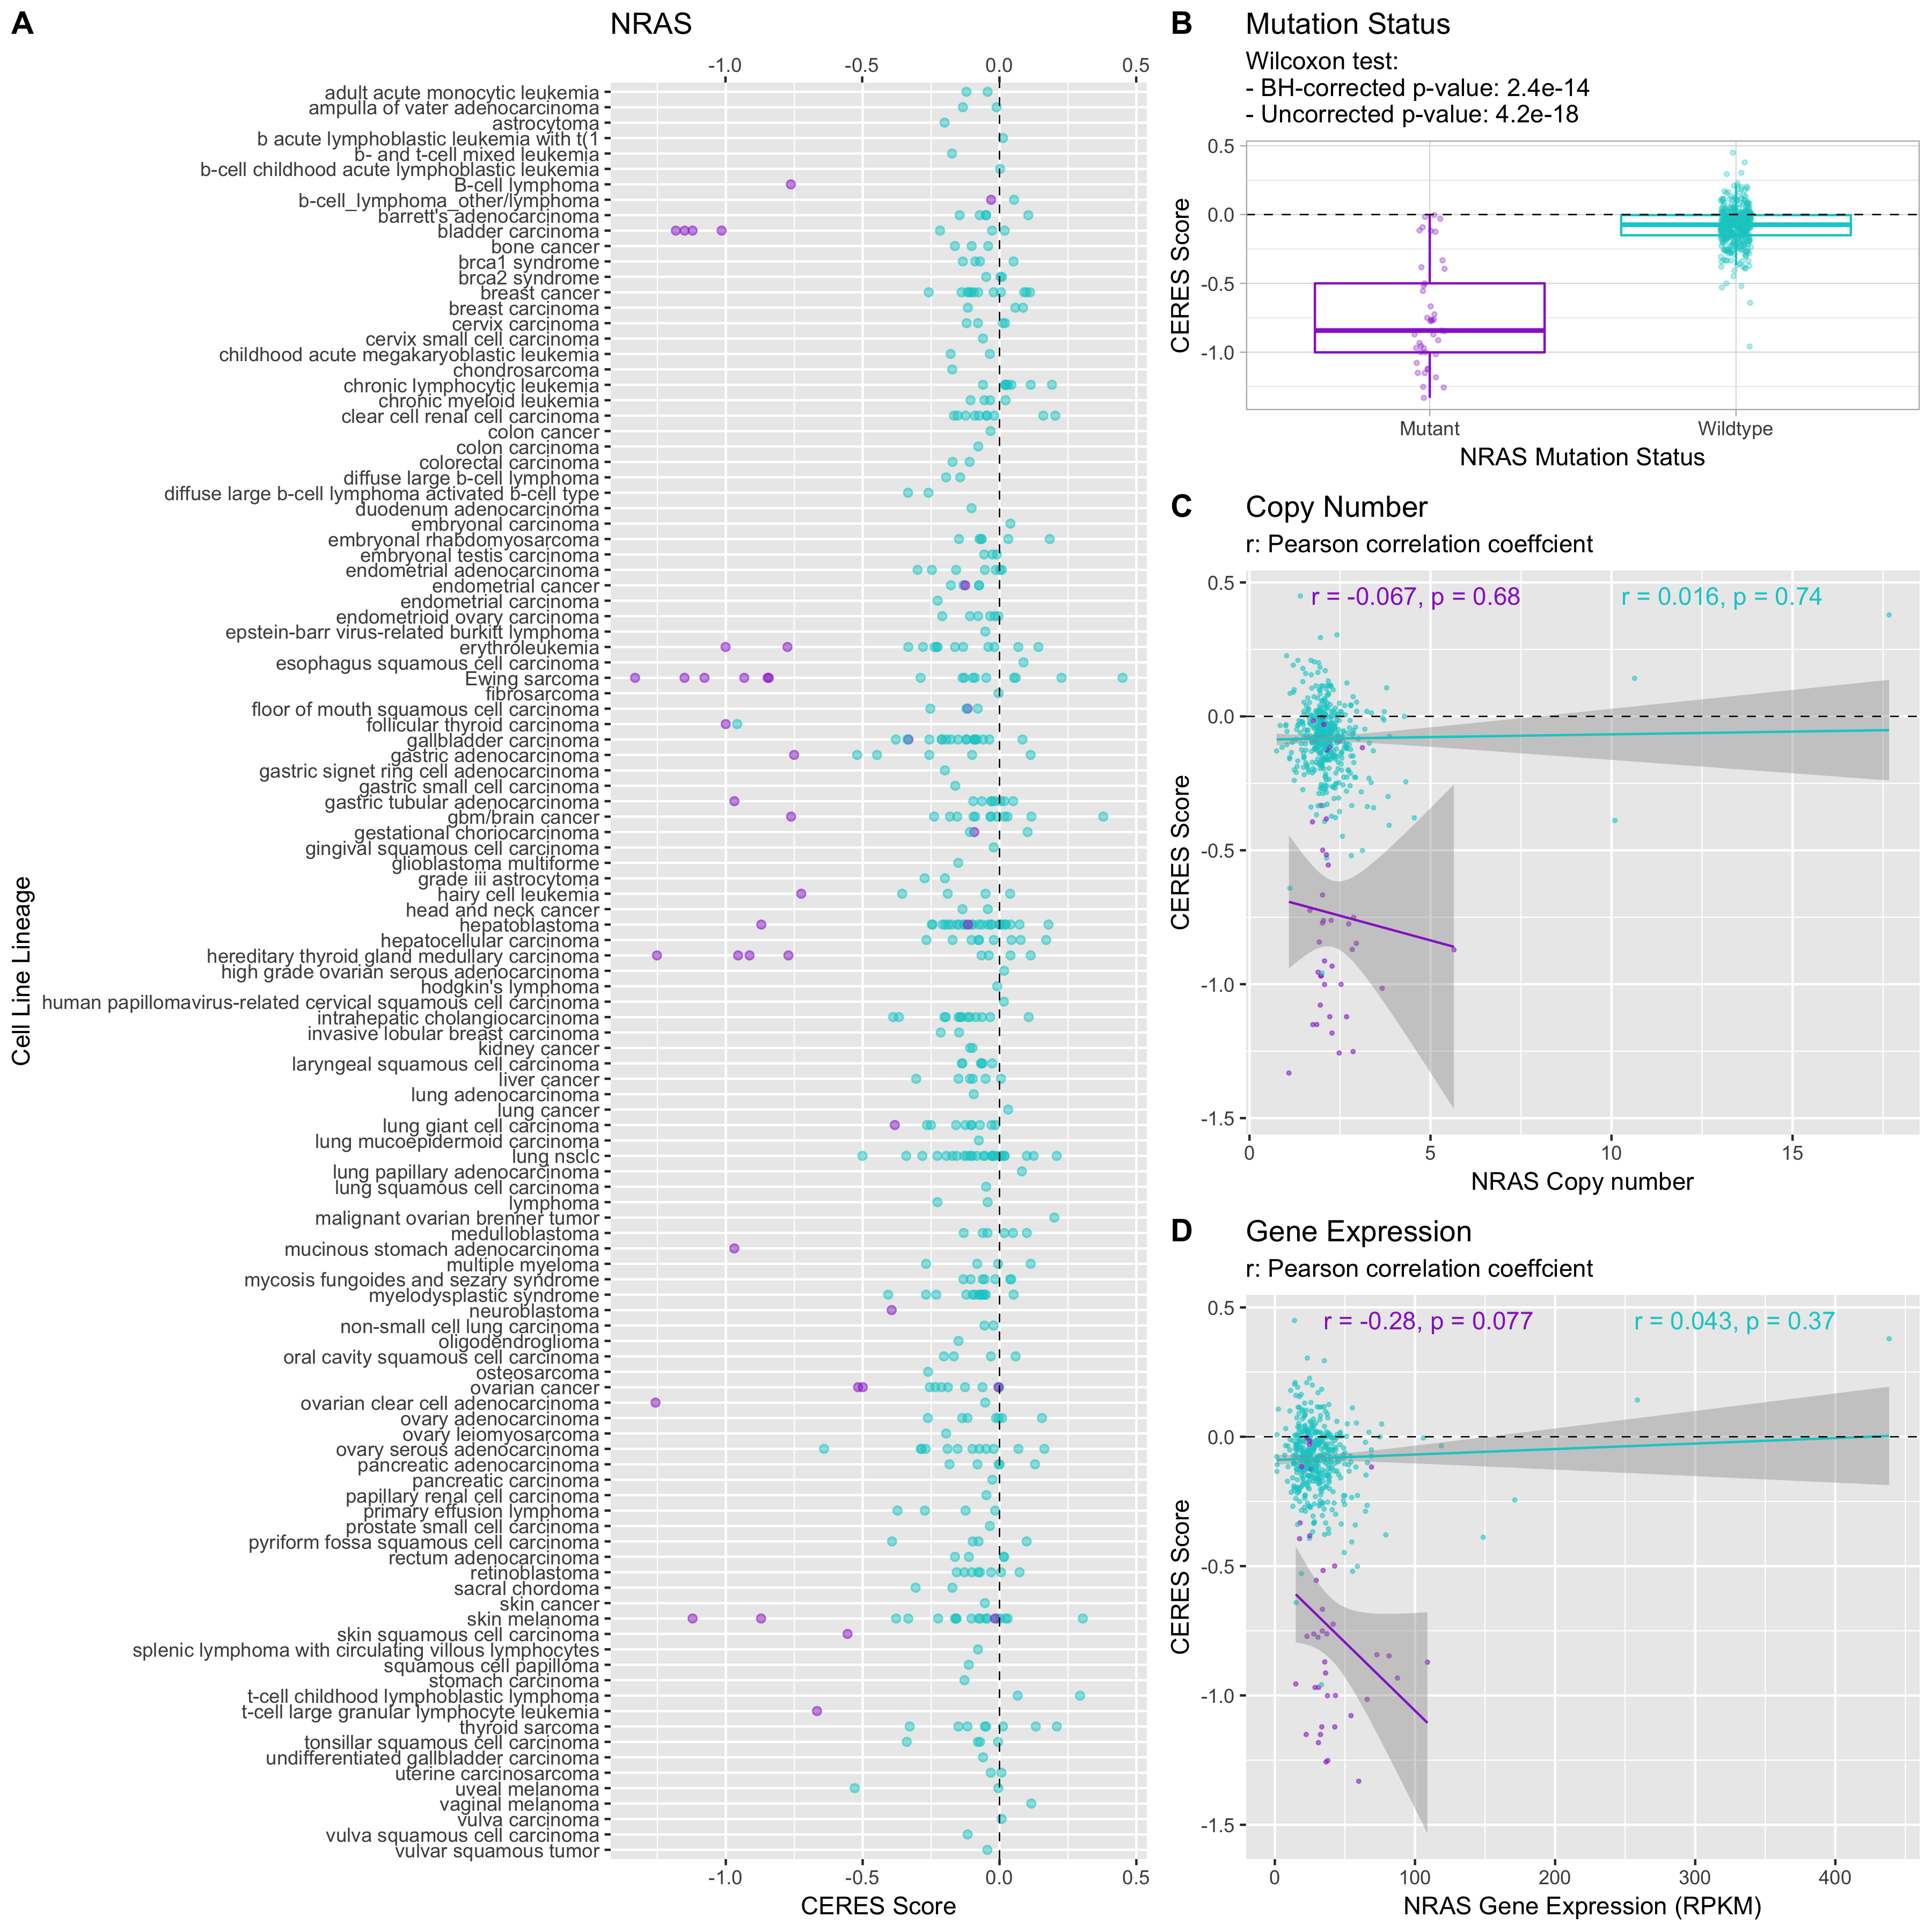 A
NRAS
-1.0 -0.5 0.0 0.5
adult acute monocytic leukemia
ampulla of vater adenocarcinoma
astrocytoma
b acute lymphoblastic leukemia with t(1
b- and t-cell mixed leukemia
b-cell childhood acute lymphoblastic leukemia
B-cell lymphoma
b-cell_lymphoma_other/lymphoma
barrett's adenocarcinoma
bladder carcinoma
bone cancer
brca1 syndrome
brca2 syndrome
breast cancer
breast carcinoma
cervix carcinoma
cervix small cell carcinoma
childhood acute megakaryoblastic leukemia
chondrosarcoma
chronic lymphocytic leukemia
chronic myeloid leukemia
clear cell renal cell carcinoma
colon cancer
colon carcinoma
colorectal carcinoma
diffuse large b-cell lymphoma
diffuse large b-cell lymphoma activated b-cell type
duodenum adenocarcinoma
embryonal carcinoma
embryonal rhabdomyosarcoma
embryonal testis carcinoma
endometrial adenocarcinoma
endometrial cancer
endometrial carcinoma
endometrioid ovary carcinoma
epstein-barr virus-related burkitt lymphoma
erythroleukemia
esophagus squamous cell carcinoma
Ewing sarcoma
fibrosarcoma
floor of mouth squamous cell carcinoma
follicular thyroid carcinoma
gallbladder carcinoma
gastric adenocarcinoma
gastric signet ring cell adenocarcinoma
gastric small cell carcinoma
gastric tubular adenocarcinoma
gbm/brain cancer
gestational choriocarcinoma
gingival squamous cell carcinoma
glioblastoma multiforme
grade iii astrocytoma
hairy cell leukemia
head and neck cancer
hepatoblastoma
hepatocellular carcinoma
hereditary thyroid gland medullary carcinoma
high grade ovarian serous adenocarcinoma
hodgkin's lymphoma
human papillomavirus-related cervical squamous cell carcinoma
intrahepatic cholangiocarcinoma
invasive lobular breast carcinoma
kidney cancer
laryngeal squamous cell carcinoma
liver cancer
lung adenocarcinoma
lung cancer
lung giant cell carcinoma
lung mucoepidermoid carcinoma
lung nsclc
lung papillary adenocarcinoma
lung squamous cell carcinoma
lymphoma
malignant ovarian brenner tumor
medulloblastoma
mucinous stomach adenocarcinoma
multiple myeloma
mycosis fungoides and sezary syndrome
myelodysplastic syndrome
neuroblastoma
non-small cell lung carcinoma
oligodendroglioma
oral cavity squamous cell carcinoma
osteosarcoma
ovarian cancer
ovarian clear cell adenocarcinoma
ovary adenocarcinoma
ovary leiomyosarcoma
ovary serous adenocarcinoma
pancreatic adenocarcinoma
pancreatic carcinoma
papillary renal cell carcinoma
primary effusion lymphoma
prostate small cell carcinoma
pyriform fossa squamous cell carcinoma
rectum adenocarcinoma
retinoblastoma
sacral chordoma
skin cancer
skin melanoma
skin squamous cell carcinoma
splenic lymphoma with circulating villous lymphocytes
squamous cell papilloma
stomach carcinoma
t-cell childhood lymphoblastic lymphoma
t-cell large granular lymphocyte leukemia
thyroid sarcoma
tonsillar squamous cell carcinoma
undifferentiated gallbladder carcinoma
uterine carcinosarcoma
uveal melanoma
vaginal melanoma
vulva carcinoma
vulva squamous cell carcinoma
vulvar squamous tumor
-1.0 -0.5 0.0 0.5
CERES Score
Cell Line Lineage
B
Mutation Status
Wilcoxon test:
- BH-corrected p-value: 2.4e-14
- Uncorrected p-value: 4.2e-18
0.5
0.0
-0.5
-1.0
CERES Score
Mutant Wildtype
NRAS Mutation Status
C
Copy Number
r: Pearson correlation coeffcient
r = -0.067, p = 0.68
r = 0.016, p = 0.74
0.5
0.0
-0.5
-1.0
-1.5
CERES Score
0 5 10 15
NRAS Copy number
D
Gene Expression
r: Pearson correlation coeffcient
r = -0.28, p = 0.077
r = 0.043, p = 0.37
0.5
0.0
-0.5
-1.0
-1.5
CERES Score
0 100 200 300 400
NRAS Gene Expression (RPKM)